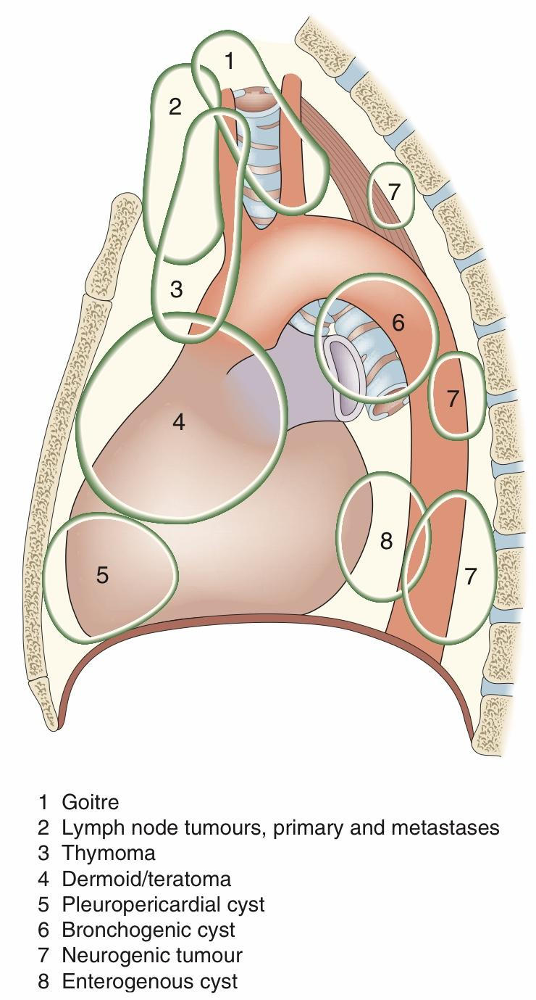 1
2
7
3
6
7
4
8
7
5
1 Goitre
2 Lymph node tumours, primary and metastases
3 Thymoma
4 Dermoid/teratoma
5 Pleuropericardial cyst
6 Bronchogenic cyst
7 Neurogenic tumour
8 Enterogenous cyst